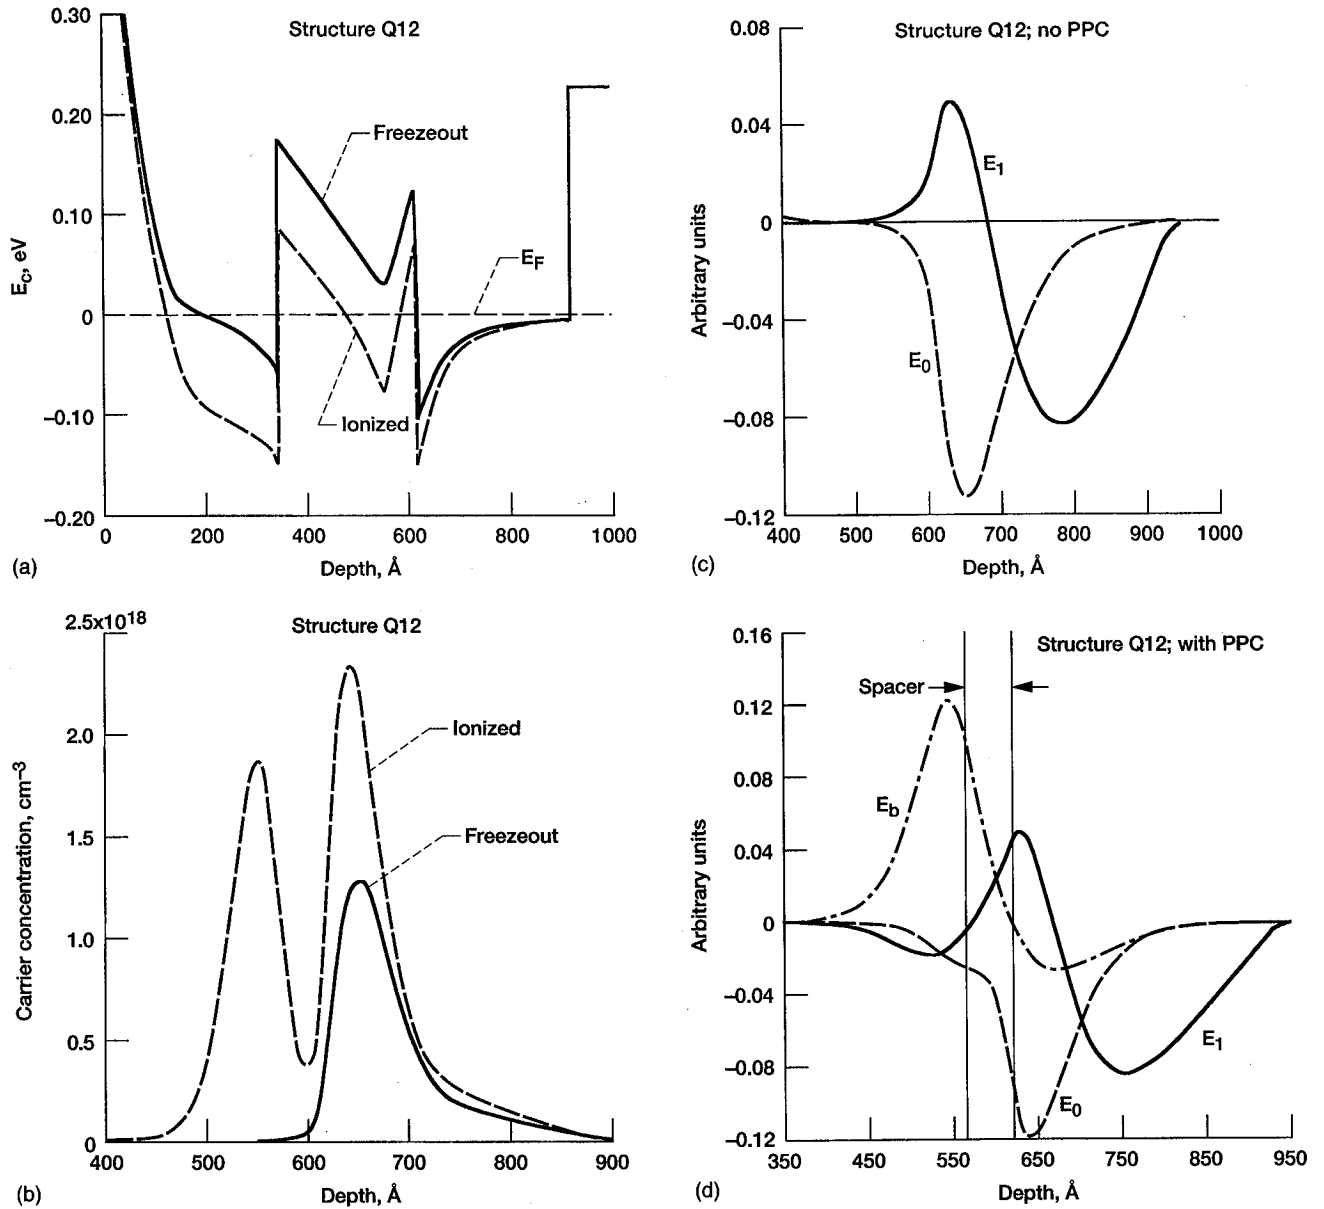 Structure Q12
0.30
0.20
0.10
0
–0.10
–0.20
E_c, eV
Freezeout
E_F
Ionized
0 200 400 600 800 1000
Depth, Å
(a)
Structure Q12; no PPC
0.08
0.04
0
–0.04
–0.08
–0.12
Arbitrary units
E_1
E_0
400 500 600 700 800 900 1000
Depth, Å
(c)
Structure Q12
2.5x10^18
2.0
1.5
1.0
0.5
0
Carrier concentration, cm^–3
Ionized
Freezeout
400 500 600 700 800 900
Depth, Å
(b)
Structure Q12; with PPC
0.16
0.12
0.08
0.04
0
–0.04
–0.08
–0.12
Arbitrary units
Spacer
E_b
E_1
E_0
350 450 550 650 750 850 950
Depth, Å
(d)